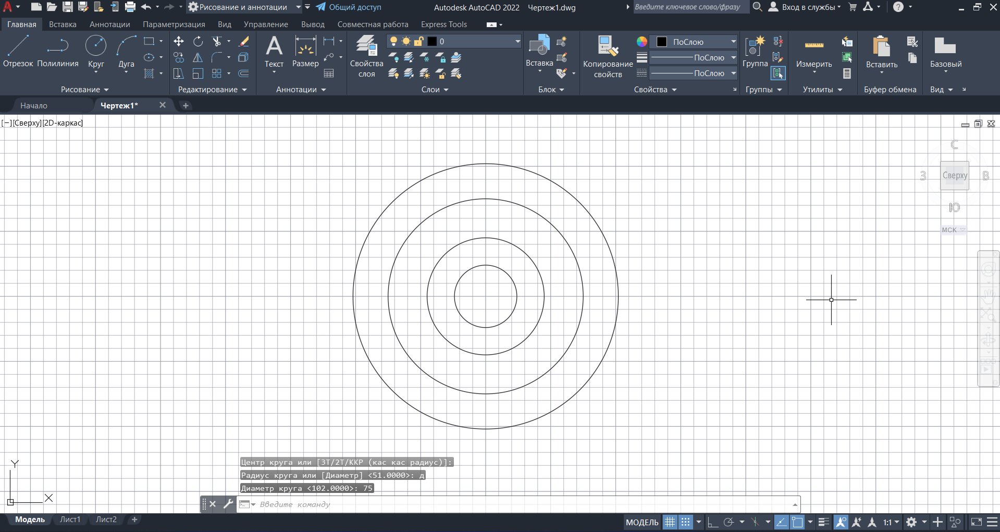 Рисование и аннотации
Общий доступ
Autodesk AutoCAD 2022 Чертеж1.dwg
Введите ключевое слово/фразу
Вход в службы
Главная Вставка Аннотации Параметризация Вид Управление Вывод Совместная работа Express Tools
Отрезок Полилиния Круг Дуга
Рисование
Редактирование
Текст Размер
Аннотации
Свойства
слоя
0
Слои
Вставка
Блок
Копирование
свойств
ПоСлою
ПоСлою
ПоСлою
Свойства
Группа
Группы
Измерить
Утилиты
Вставить
Буфер обмена
Базовый
Вид
Начало Чертеж1*
[−][Сверху][2D-каркас]
С
З Сверху В
Ю
МСК
Центр круга или [3Т/2Т/ККР (кас кас радиус)]:
Радиус круга или [Диаметр] <51.0000>: д
Диаметр круга <102.0000>: 75
Y
X
Введите команду
Модель Лист1 Лист2
МОДЕЛЬ
1:1